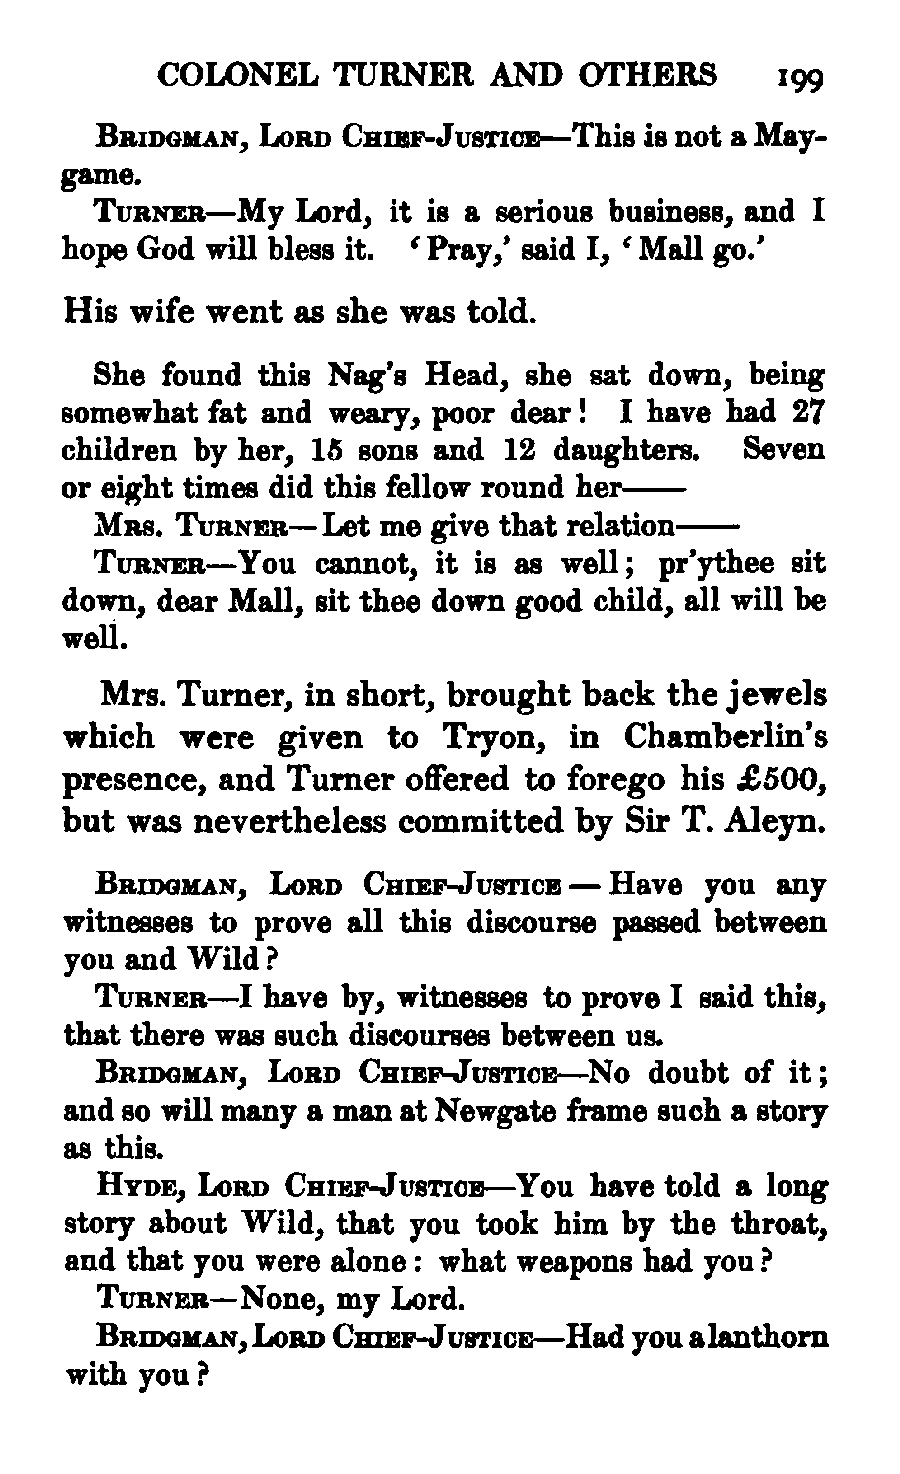 COLONEL TURNER AND OTHERS 199
BRIDGMAN, LORD CHIEF-JUSTICE—This is not a May-
game.
TURNER—My Lord, it is a serious business, and I
hope God will bless it. ‘Pray,’ said I, ‘Mall go.’
His wife went as she was told.
She found this Nag’s Head, she sat down, being
somewhat fat and weary, poor dear! I have had 27
children by her, 15 sons and 12 daughters. Seven
or eight times did this fellow round her——
MRS. TURNER—Let me give that relation——
TURNER—You cannot, it is as well; pr’ythee sit
down, dear Mall, sit thee down good child, all will be
well.
Mrs. Turner, in short, brought back the jewels
which were given to Tryon, in Chamberlin’s
presence, and Turner offered to forego his £500,
but was nevertheless committed by Sir T. Aleyn.
BRIDGMAN, LORD CHIEF-JUSTICE—Have you any
witnesses to prove all this discourse passed between
you and Wild?
TURNER—I have by, witnesses to prove I said this,
that there was such discourses between us.
BRIDGMAN, LORD CHIEF-JUSTICE—No doubt of it;
and so will many a man at Newgate frame such a story
as this.
HYDE, LORD CHIEF-JUSTICE—You have told a long
story about Wild, that you took him by the throat,
and that you were alone: what weapons had you?
TURNER—None, my Lord.
BRIDGMAN, LORD CHIEF-JUSTICE—Had you a lanthorn
with you?